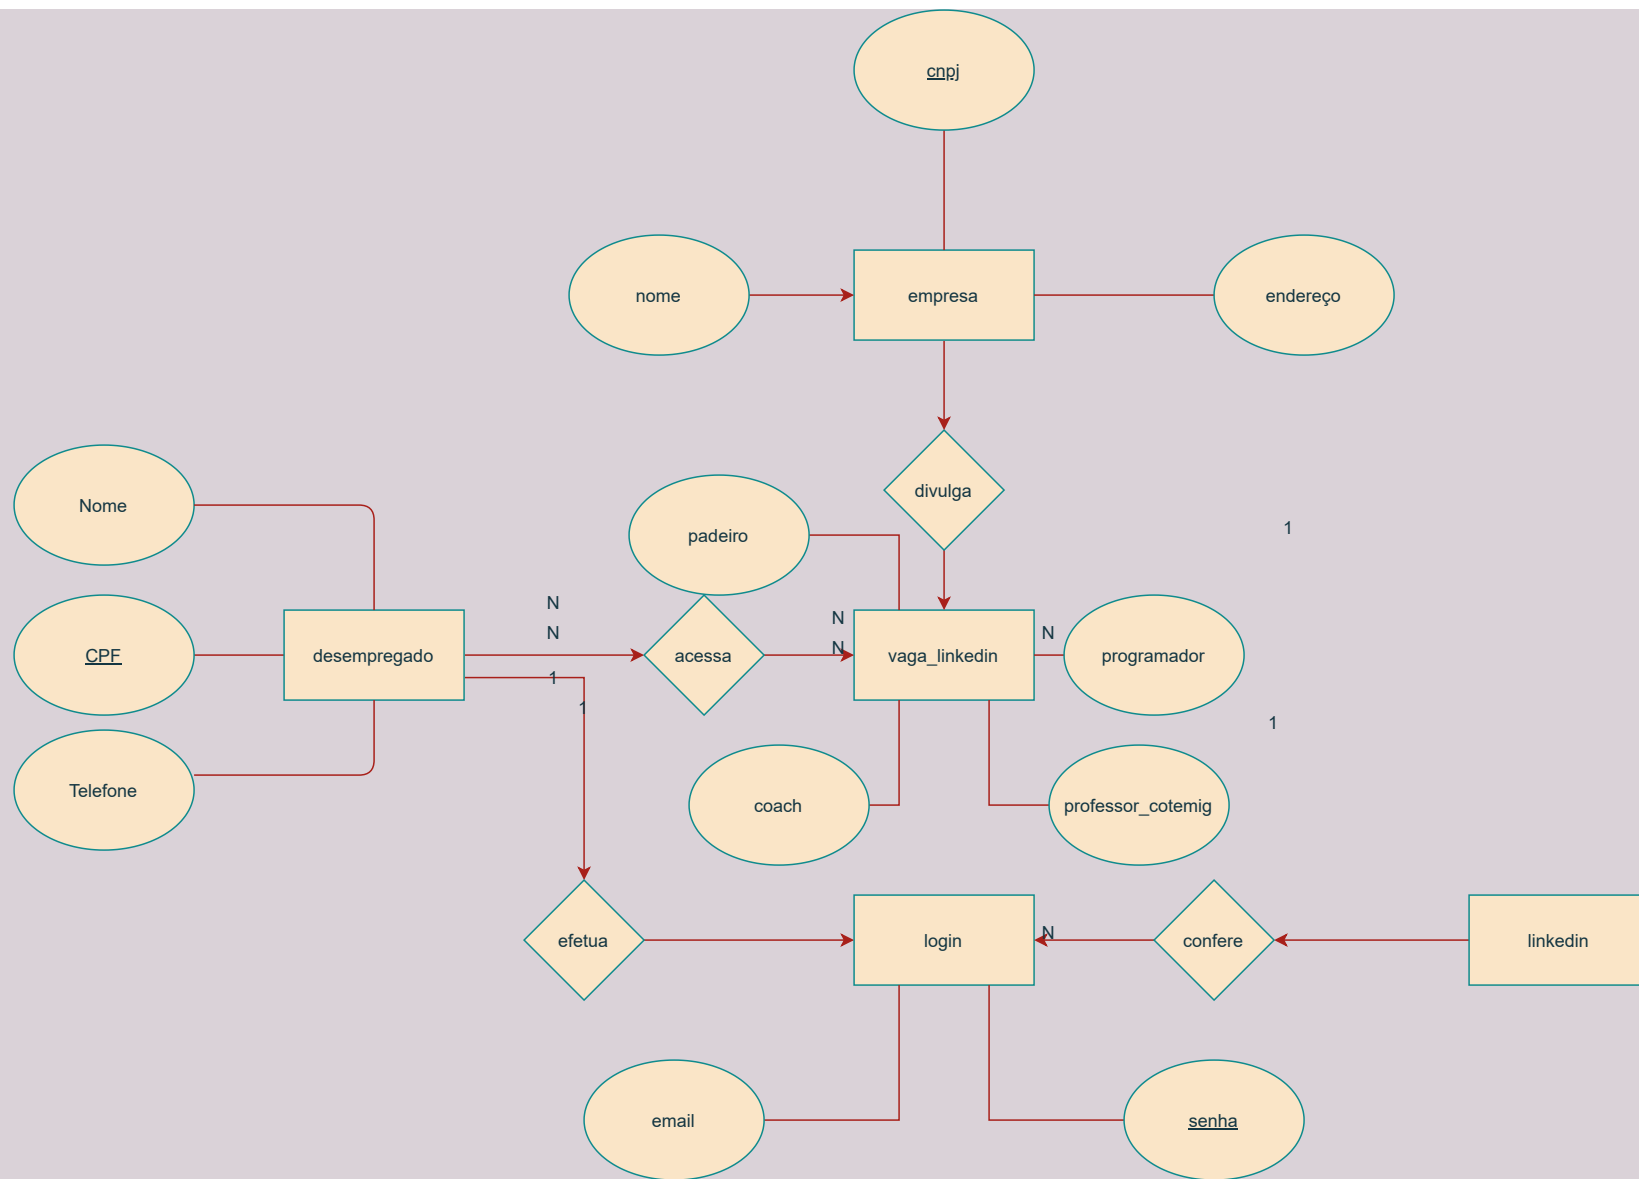 cnpj
nome
empresa
endereço
divulga
1
Nome
padeiro
N
N
N
N
N
CPF
desempregado
acessa
vaga_linkedin
programador
1
1
1
Telefone
coach
professor_cotemig
efetua
login
N
confere
linkedin
email
senha